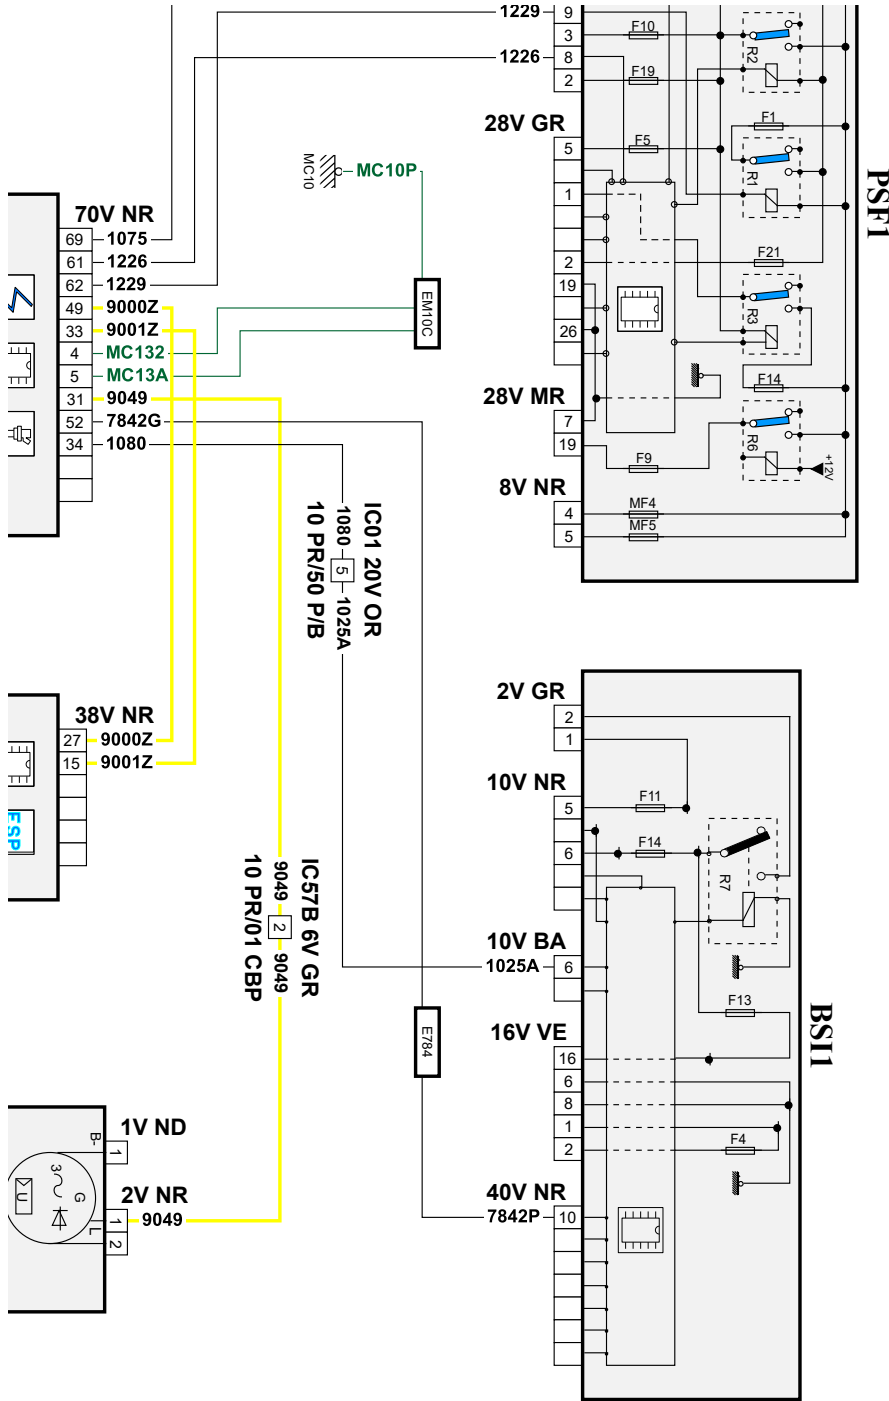 1229
9
3
F10
1226
8
2
F19
R2
28V GR
F1
5
F5
R1
PSF1
MC10
MC10P
1
70V NR
69
1075
61
1226
2
F21
62
1229
19
49
9000Z
EM10C
R3
33
9001Z
26
4
MC132
5
MC13A
F14
31
9049
28V MR
52
7842G
7
34
1080
19
F9
R6
+12V
8V NR
4
MF4
5
MF5
IC01 20V OR
1080
5
1025A
10 PR/50 P/B
2V GR
2
1
38V NR
27
9000Z
15
9001Z
10V NR
5
F11
6
F14
R7
ESP
IC57B 6V GR
9049
2
9049
10 PR/01 CBP
10V BA
1025A
6
BSI1
F13
E784
16V VE
16
6
8
1
2
F4
1V ND
B-
1
3
G
U
L
2V NR
1
9049
2
40V NR
7842P
10